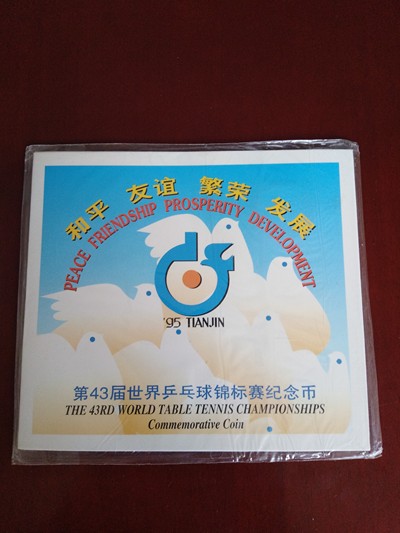 和平 友谊 繁荣 发展
PEACE FRIENDSHIP PROSPERITY DEVELOPMENT
'95 TIANJIN
第43届世界乒乓球锦标赛纪念币
THE 43RD WORLD TABLE TENNIS CHAMPIONSHIPS
Commemorative Coin